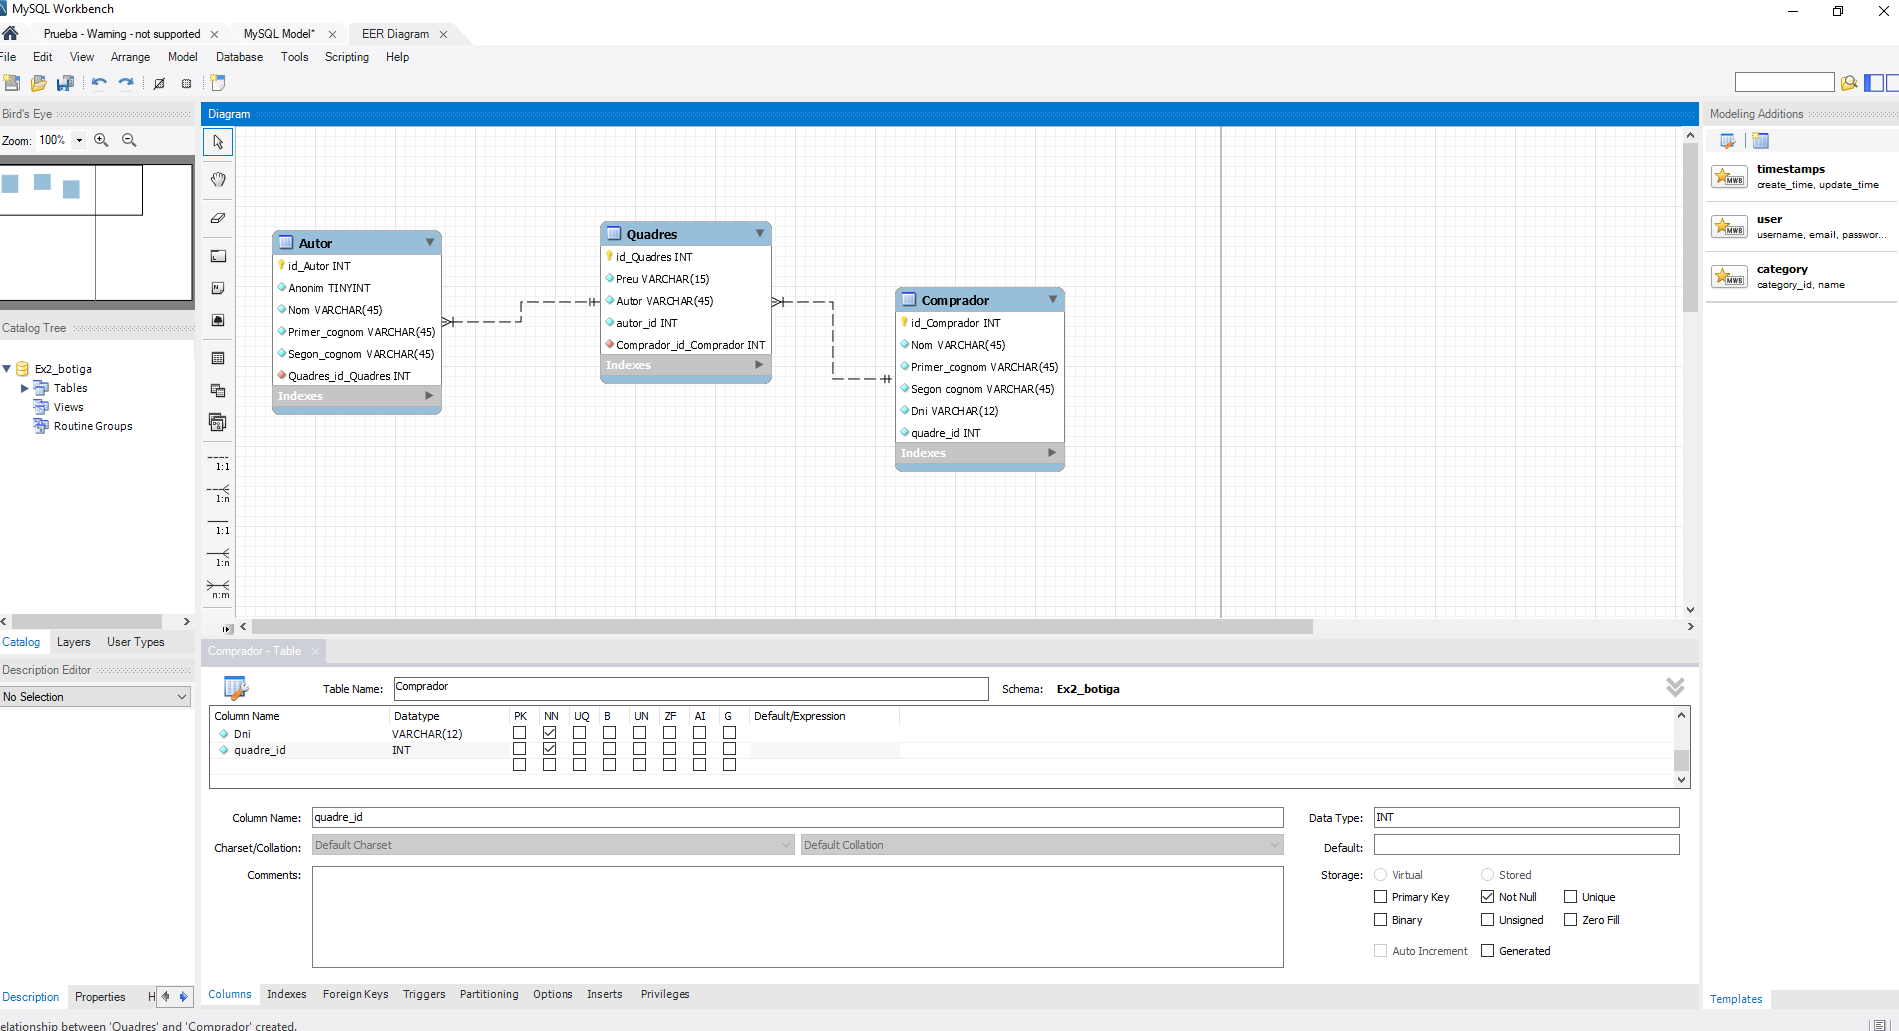 MySQL Workbench
Prueba - Warning - not supported
MySQL Model*
EER Diagram
File Edit View Arrange Model Database Tools Scripting Help
Bird's Eye
Zoom: 100%
Catalog Tree
Ex2_botiga
Tables
Views
Routine Groups
Catalog Layers User Types
Description Editor
No Selection
Description Properties H
Diagram
1:1
1:n
1:1
1:n
n:m
Autor
id_Autor INT
Anonim TINYINT
Nom VARCHAR(45)
Primer_cognom VARCHAR(45)
Segon_cognom VARCHAR(45)
Quadres_id_Quadres INT
Indexes
Quadres
id_Quadres INT
Preu VARCHAR(15)
Autor VARCHAR(45)
autor_id INT
Comprador_id_Comprador INT
Indexes
Comprador
id_Comprador INT
Nom VARCHAR(45)
Primer_cognom VARCHAR(45)
Segon cognom VARCHAR(45)
Dni VARCHAR(12)
quadre_id INT
Indexes
Modeling Additions
MWB
timestamps
create_time, update_time
MWB
user
username, email, passwor...
MWB
category
category_id, name
Templates
Comprador - Table
Table Name: Comprador Schema: Ex2_botiga
Column Name Datatype PK NN UQ B UN ZF AI G Default/Expression
Dni VARCHAR(12)
quadre_id INT
Column Name: quadre_id Data Type: INT
Charset/Collation: Default Charset Default Collation Default:
Comments: Storage: Virtual Stored
Primary Key Not Null Unique
Binary Unsigned Zero Fill
Auto Increment Generated
Columns Indexes Foreign Keys Triggers Partitioning Options Inserts Privileges
elationship between 'Quadres' and 'Comprador' created.